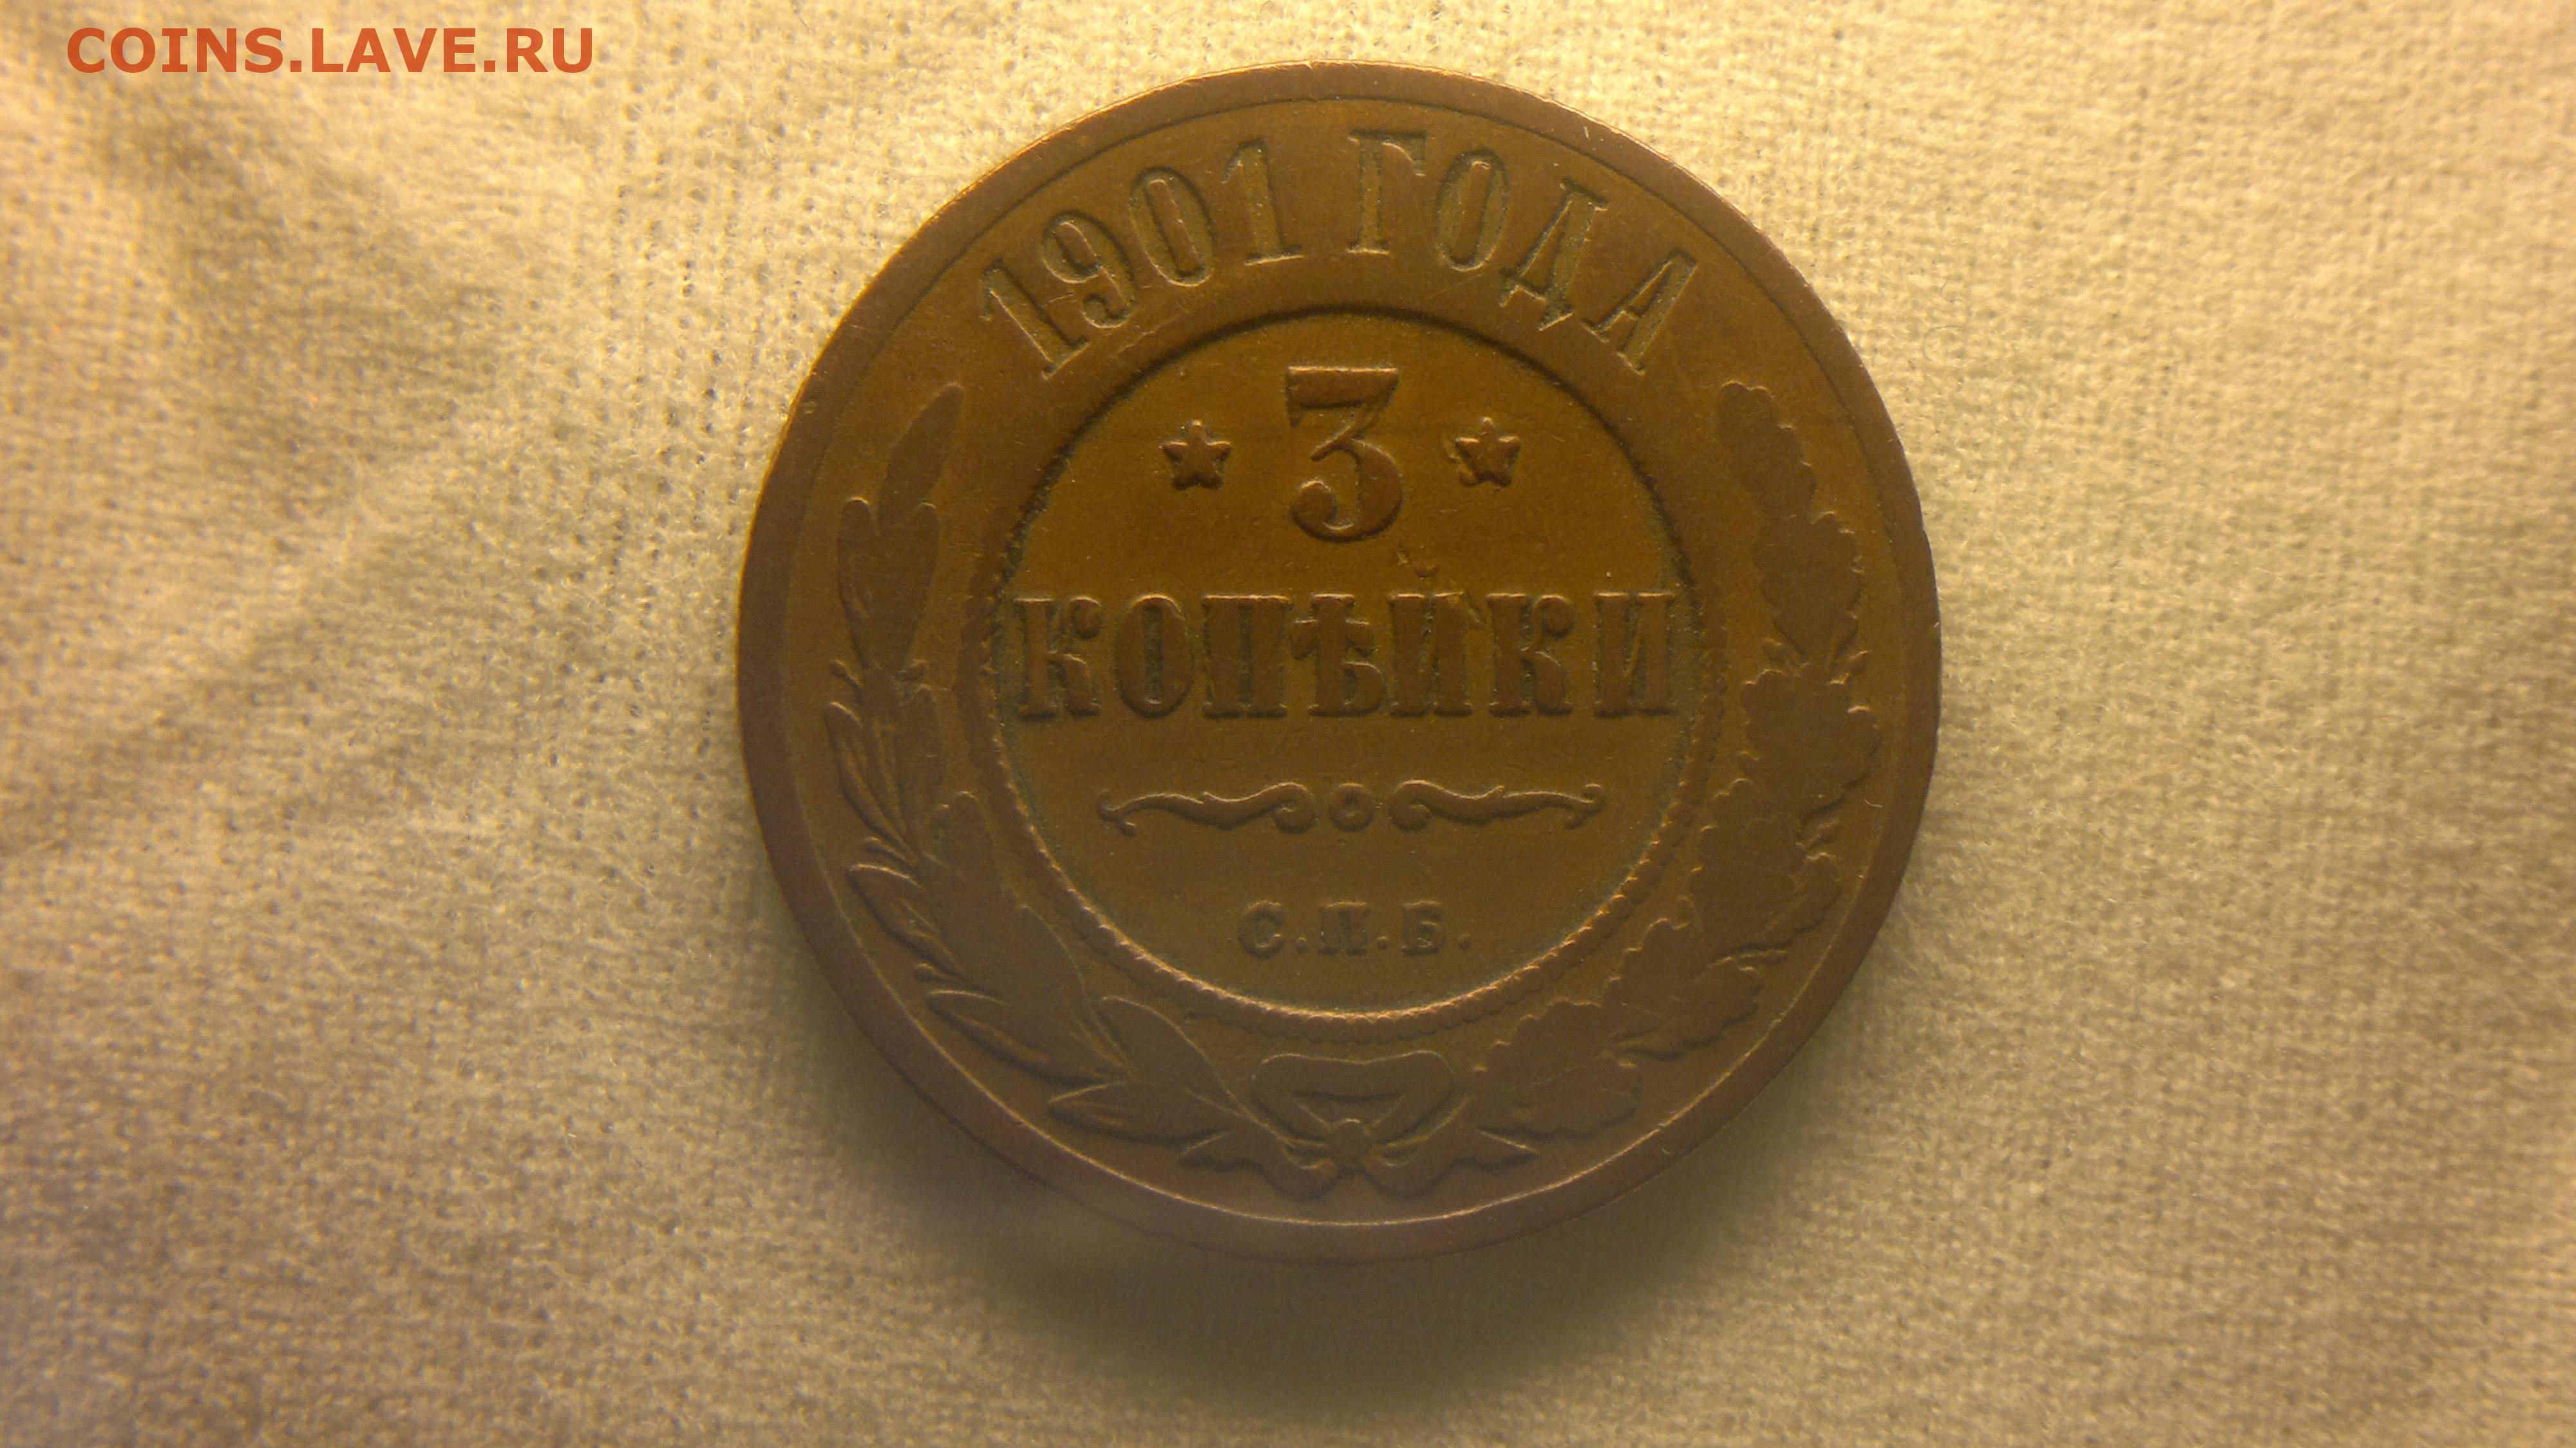 COINS.LAVE.RU
1901 ГОДА
3
КОПѢЙКИ
С.П.Б.